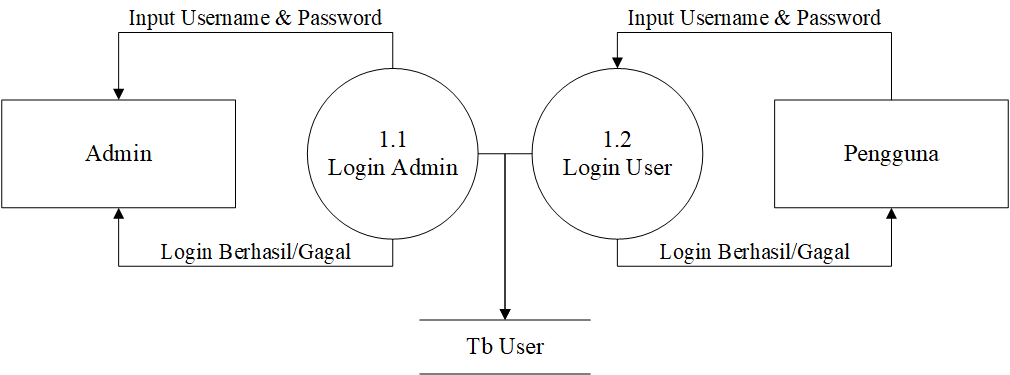 Input Username & Password
Input Username & Password
Admin
1.1
Login Admin
1.2
Login User
Pengguna
Login Berhasil/Gagal
Login Berhasil/Gagal
Tb User